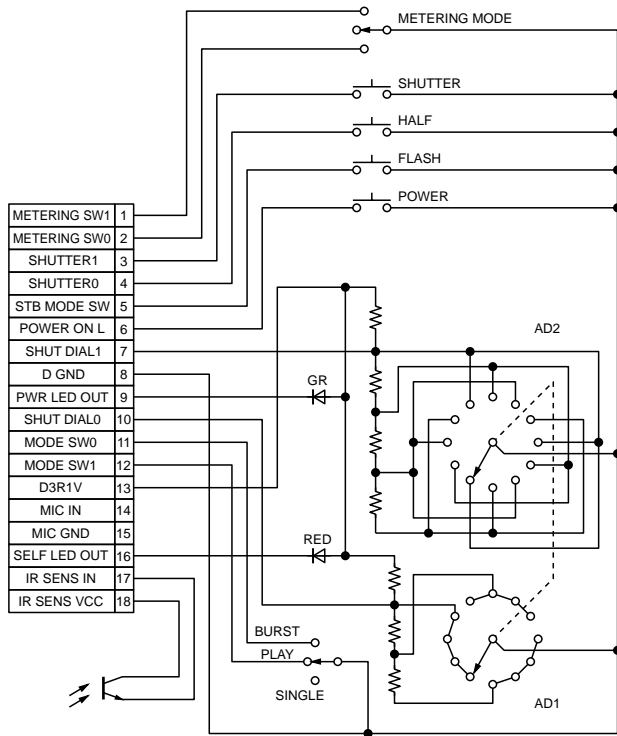 METERING MODE
SHUTTER
HALF
FLASH
POWER
METERING SW1 1
METERING SW0 2
SHUTTER1 3
SHUTTER0 4
STB MODE SW 5
POWER ON L 6
SHUT DIAL1 7
D GND 8
PWR LED OUT 9
SHUT DIAL0 10
MODE SW0 11
MODE SW1 12
D3R1V 13
MIC IN 14
MIC GND 15
SELF LED OUT 16
IR SENS IN 17
IR SENS VCC 18
AD2
GR
RED
BURST
PLAY
SINGLE
AD1